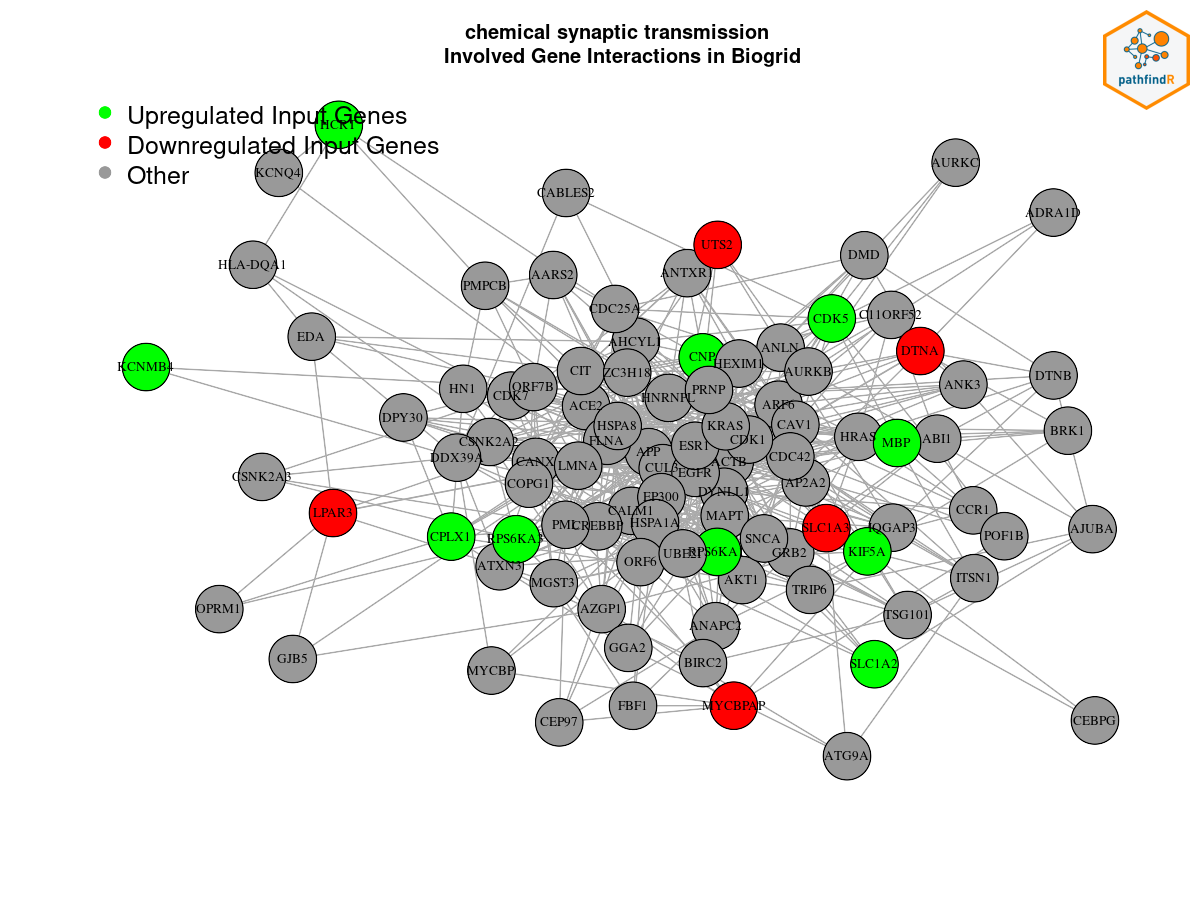 chemical synaptic transmission
Involved Gene Interactions in Biogrid
pathfindR
Upregulated Input Genes
Downregulated Input Genes
Other
HCRT
KCNQ4
CABLES2
AURKC
ADRA1D
UTS2
DMD
HLA-DQA1
PMPCB
AARS2
ANTXR1
CDC25A
CDK5
C11ORF52
EDA
AHCYL1
CNP
HEXIM1
ANLN
DTNA
KCNMB4
CIT
ZC3H18
AURKB
HN1
CDK7
ORF7B
PRNP
ANK3
DTNB
ACE2
HNRNPL
ARF6
DPY30
HSPA8
KRAS
CAV1
CSNK2A2
FLNA
CDK1
HRAS
MBP
ABI1
BRK1
DDX39A
CANX
LMNA
APP
ESR1
CDC42
CUL3
EGFR
ACTB
CSNK2A3
COPG1
EP300
DYNLL1
AP2A2
LPAR3
CALM1
HSPA1A
MAPT
CCR1
CPLX1
RPS6KA3
PML
CREBBP
SNCA
SLC1A3
IQGAP3
POF1B
AJUBA
ATXN3
ORF6
UBE2I
RPS6KA
GRB2
KIF5A
MGST3
AKT1
TRIP6
ITSN1
OPRM1
AZGP1
ANAPC2
TSG101
GJB5
MYCBP
GGA2
BIRC2
SLC1A2
CEP97
FBF1
MYCBPAP
CEBPG
ATG9A